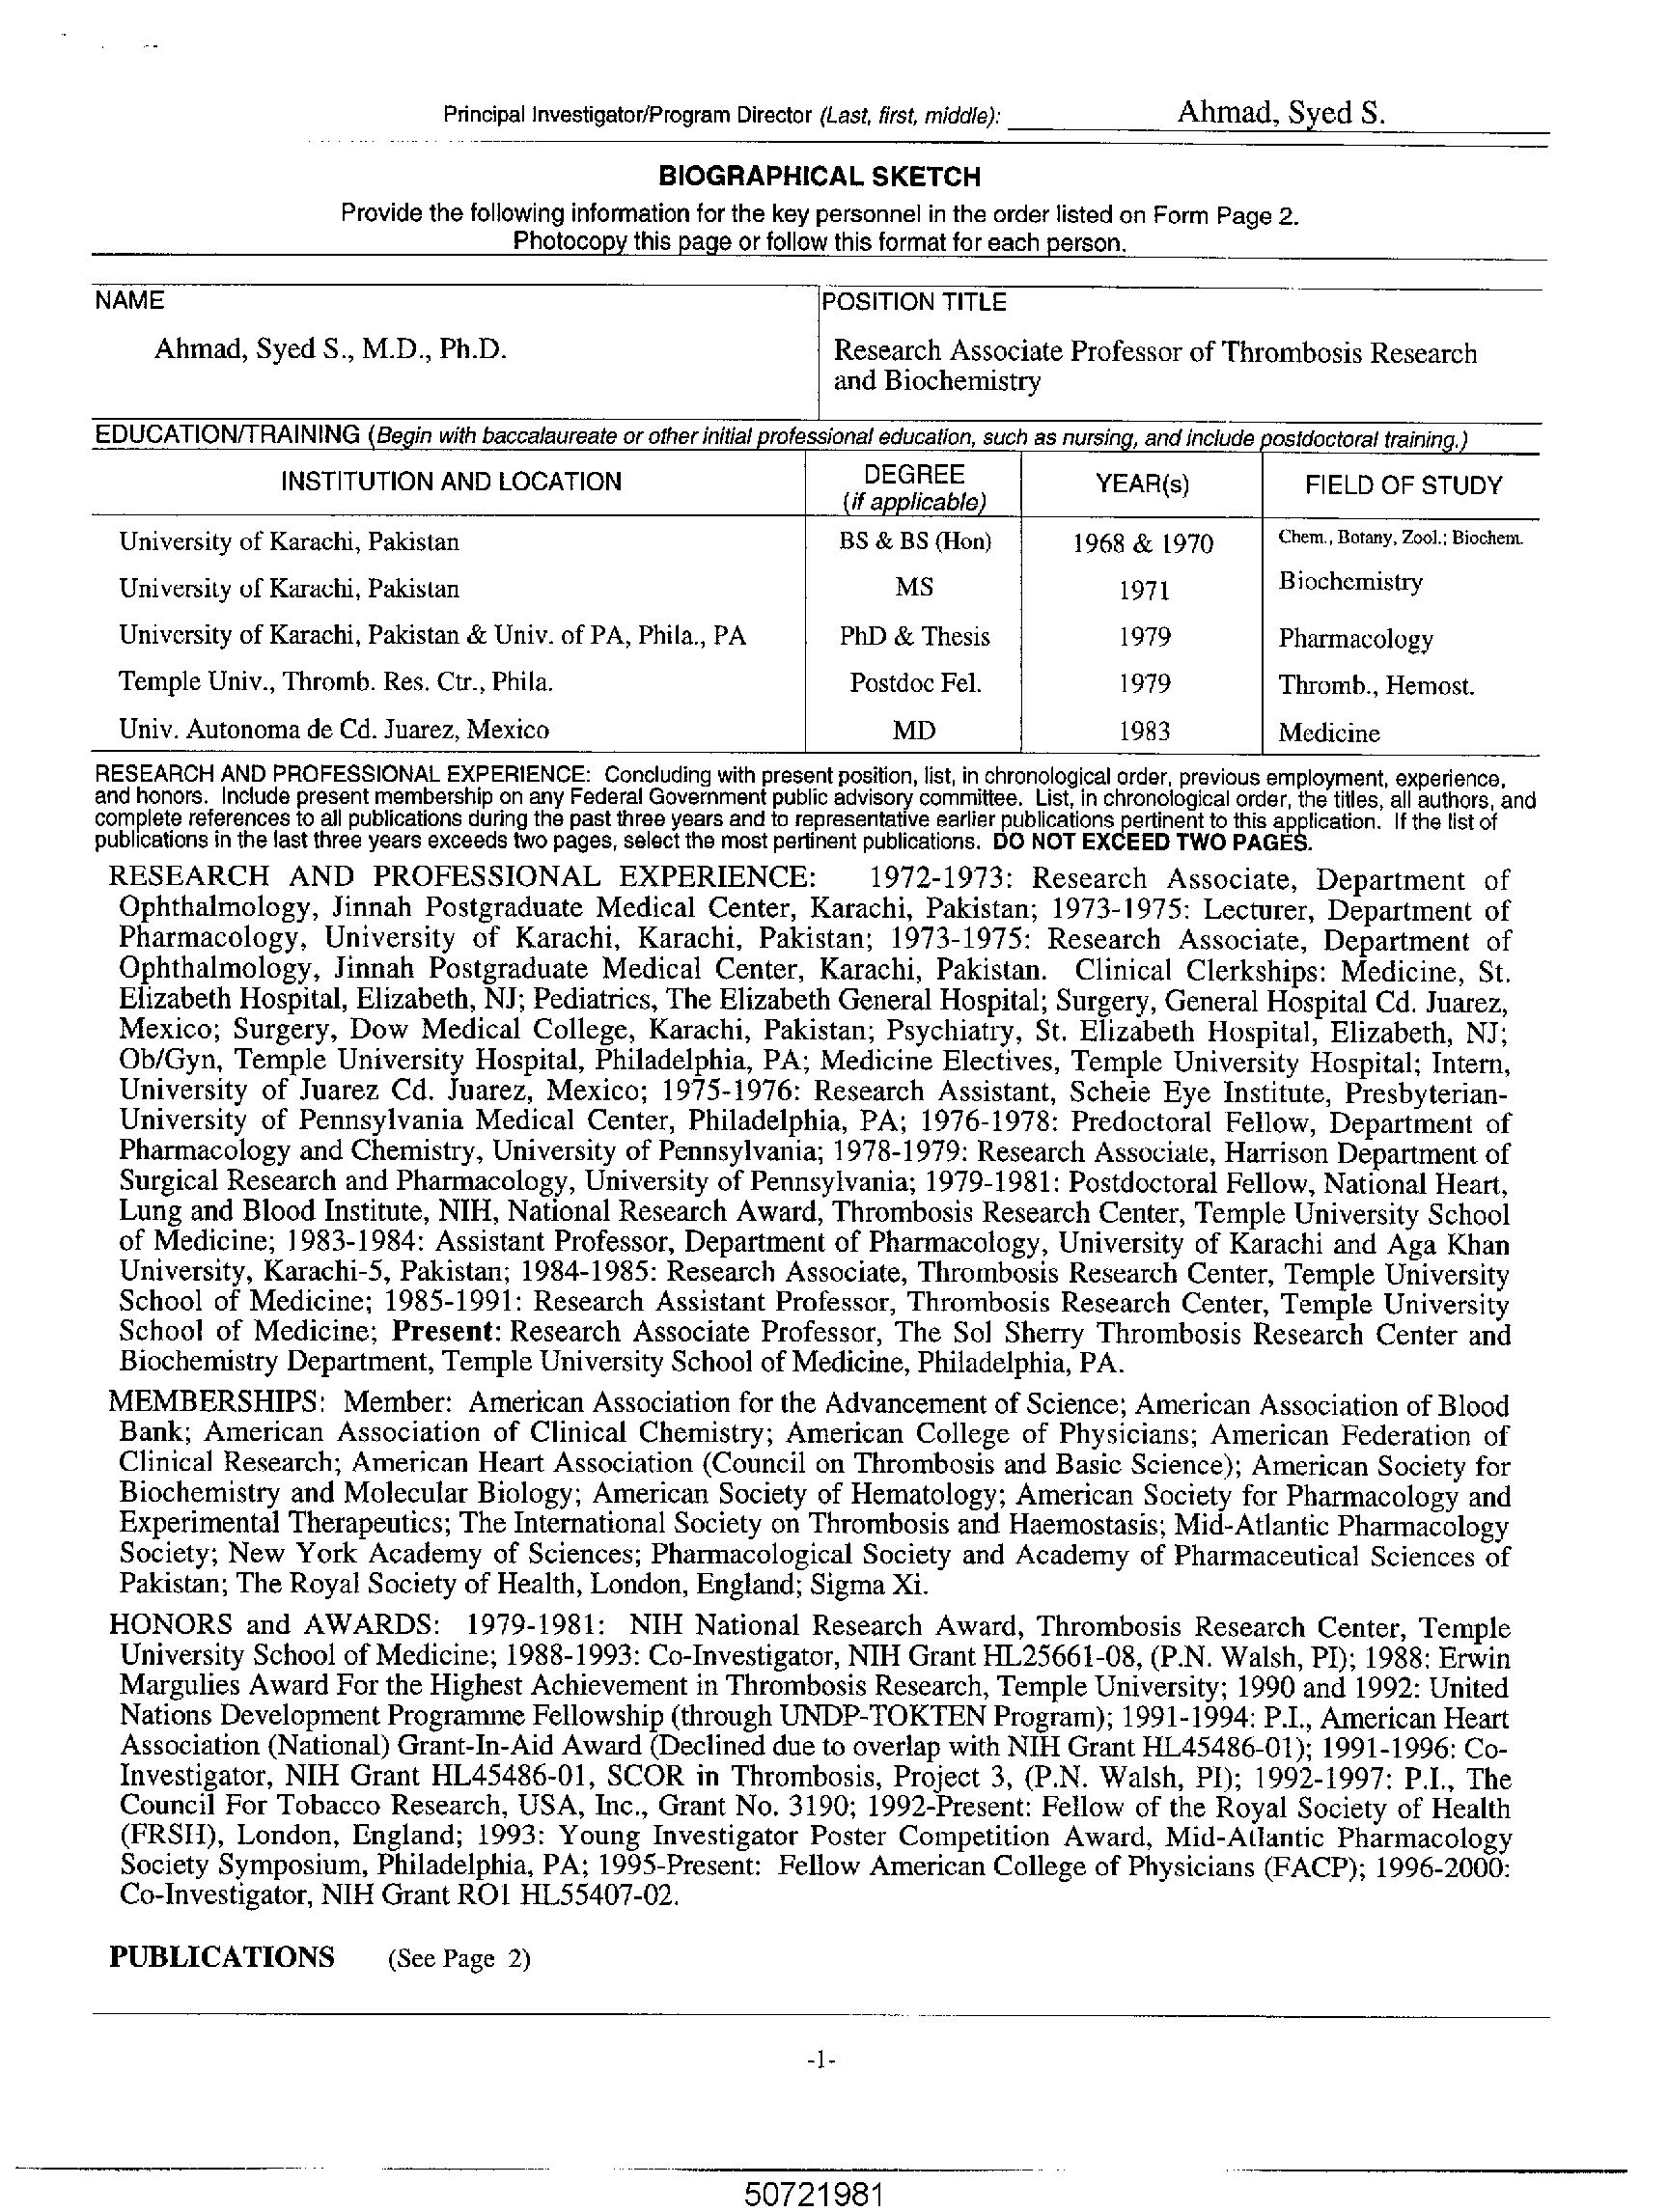 Principal Investigator/Program Director (Last, first, middle): Ahmad, Syed S.
BIOGRAPHICAL SKETCH
Provide the following information for the key personnel in the order listed on Form Page 2.
Photocopy this page or follow this format for each person.
NAME
POSITION TITLE
Ahmad, Syed S., M.D., Ph.D.
Research Associate Professor of Thrombosis Research
and Biochemistry
EDUCATION/TRAINING (Begin with baccalaureate or other initial professional education, such as nursing, and include postdoctoral training.)
INSTITUTION AND LOCATION DEGREE (if applicable) YEAR(s) FIELD OF STUDY
University of Karachi, Pakistan BS & BS (Hon) 1968 & 1970 Chem., Botany, Zool.; Biochem.
University of Karachi, Pakistan MS 1971 Biochemistry
University of Karachi, Pakistan & Univ. of PA, Phila., PA PhD & Thesis 1979 Pharmacology
Temple Univ., Thromb. Res. Ctr., Phila. Postdoc Fel. 1979 Thromb., Hemost.
Univ. Autonoma de Cd. Juarez, Mexico MD 1983 Medicine
RESEARCH AND PROFESSIONAL EXPERIENCE: Concluding with present position, list, in chronological order, previous employment, experience,
and honors. Include present membership on any Federal Government public advisory committee. List, in chronological order, the titles, all authors, and
complete references to all publications during the past three years and to representative earlier publications pertinent to this application. If the list of
publications in the last three years exceeds two pages, select the most pertinent publications. DO NOT EXCEED TWO PAGES.
RESEARCH AND PROFESSIONAL EXPERIENCE: 1972-1973: Research Associate, Department of
Ophthalmology, Jinnah Postgraduate Medical Center, Karachi, Pakistan; 1973-1975: Lecturer, Department of
Pharmacology, University of Karachi, Karachi, Pakistan; 1973-1975: Research Associate, Department of
Ophthalmology, Jinnah Postgraduate Medical Center, Karachi, Pakistan. Clinical Clerkships: Medicine, St.
Elizabeth Hospital, Elizabeth, NJ; Pediatrics, The Elizabeth General Hospital; Surgery, General Hospital Cd. Juarez,
Mexico; Surgery, Dow Medical College, Karachi, Pakistan; Psychiatry, St. Elizabeth Hospital, Elizabeth, NJ;
Ob/Gyn, Temple University Hospital, Philadelphia, PA; Medicine Electives, Temple University Hospital; Intern,
University of Juarez Cd. Juarez, Mexico; 1975-1976: Research Assistant, Scheie Eye Institute, Presbyterian-
University of Pennsylvania Medical Center, Philadelphia, PA; 1976-1978: Predoctoral Fellow, Department of
Pharmacology and Chemistry, University of Pennsylvania; 1978-1979: Research Associate, Harrison Department of
Surgical Research and Pharmacology, University of Pennsylvania; 1979-1981: Postdoctoral Fellow, National Heart,
Lung and Blood Institute, NIH, National Research Award, Thrombosis Research Center, Temple University School
of Medicine; 1983-1984: Assistant Professor, Department of Pharmacology, University of Karachi and Aga Khan
University, Karachi-5, Pakistan; 1984-1985: Research Associate, Thrombosis Research Center, Temple University
School of Medicine; 1985-1991: Research Assistant Professor, Thrombosis Research Center, Temple University
School of Medicine; Present: Research Associate Professor, The Sol Sherry Thrombosis Research Center and
Biochemistry Department, Temple University School of Medicine, Philadelphia, PA.
MEMBERSHIPS: Member: American Association for the Advancement of Science; American Association of Blood
Bank; American Association of Clinical Chemistry; American College of Physicians; American Federation of
Clinical Research; American Heart Association (Council on Thrombosis and Basic Science); American Society for
Biochemistry and Molecular Biology; American Society of Hematology; American Society for Pharmacology and
Experimental Therapeutics; The International Society on Thrombosis and Haemostasis; Mid-Atlantic Pharmacology
Society; New York Academy of Sciences; Pharmacological Society and Academy of Pharmaceutical Sciences of
Pakistan; The Royal Society of Health, London, England; Sigma Xi.
HONORS and AWARDS: 1979-1981: NIH National Research Award, Thrombosis Research Center, Temple
University School of Medicine; 1988-1993: Co-Investigator, NIH Grant HL25661-08, (P.N. Walsh, PI); 1988: Erwin
Margulies Award For the Highest Achievement in Thrombosis Research, Temple University; 1990 and 1992: United
Nations Development Programme Fellowship (through UNDP-TOKTEN Program); 1991-1994: P.I., American Heart
Association (National) Grant-In-Aid Award (Declined due to overlap with NIH Grant HL45486-01); 1991-1996: Co-
Investigator, NIH Grant HL45486-01, SCOR in Thrombosis, Project 3, (P.N. Walsh, PI); 1992-1997: P.I., The
Council For Tobacco Research, USA, Inc., Grant No. 3190; 1992-Present: Fellow of the Royal Society of Health
(FRSH), London, England; 1993: Young Investigator Poster Competition Award, Mid-Atlantic Pharmacology
Society Symposium, Philadelphia, PA; 1995-Present: Fellow American College of Physicians (FACP); 1996-2000:
Co-Investigator, NIH Grant RO1 HL55407-02.
PUBLICATIONS (See Page 2)
-1-
50721981